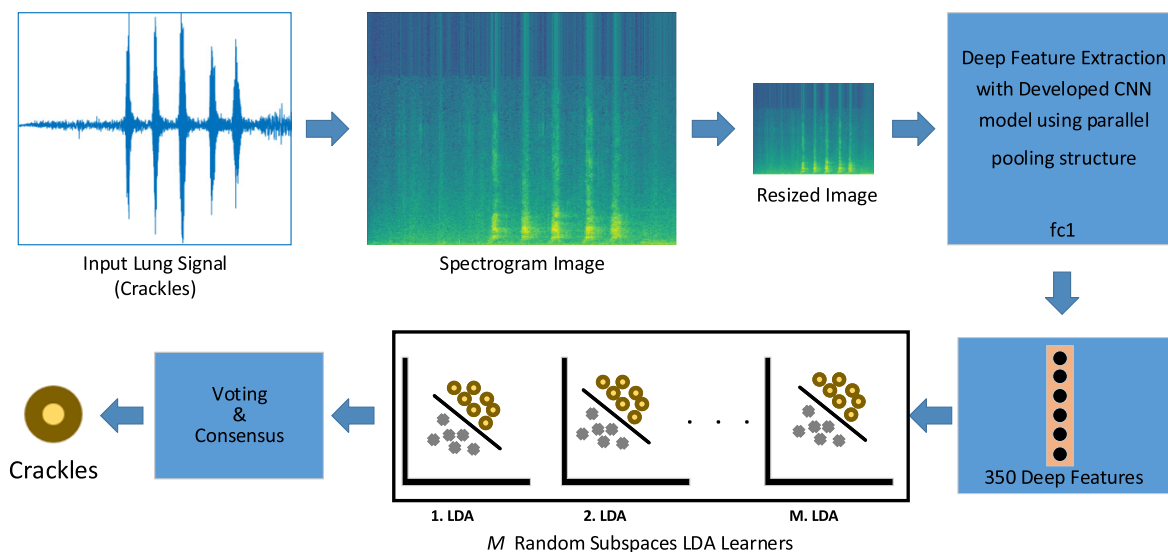 Input Lung Signal
(Crackles)
Spectrogram Image
Resized Image
Deep Feature Extraction
with Developed CNN
model using parallel
pooling structure
fc1
350 Deep Features
1. LDA
2. LDA
. . .
M. LDA
M Random Subspaces LDA Learners
Voting
&
Consensus
Crackles